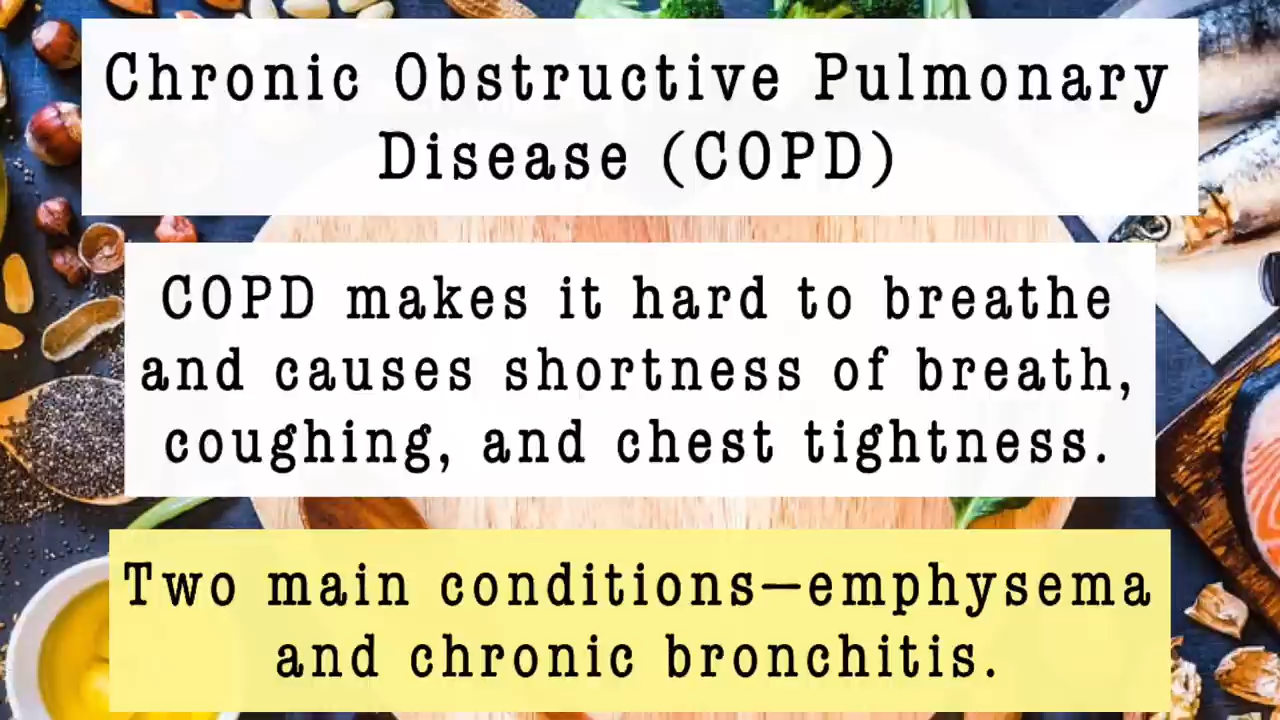 Chronic Obstructive Pulmonary
Disease (COPD)
COPD makes it hard to breathe
and causes shortness of breath,
coughing, and chest tightness.
Two main conditions—emphysema
and chronic bronchitis.